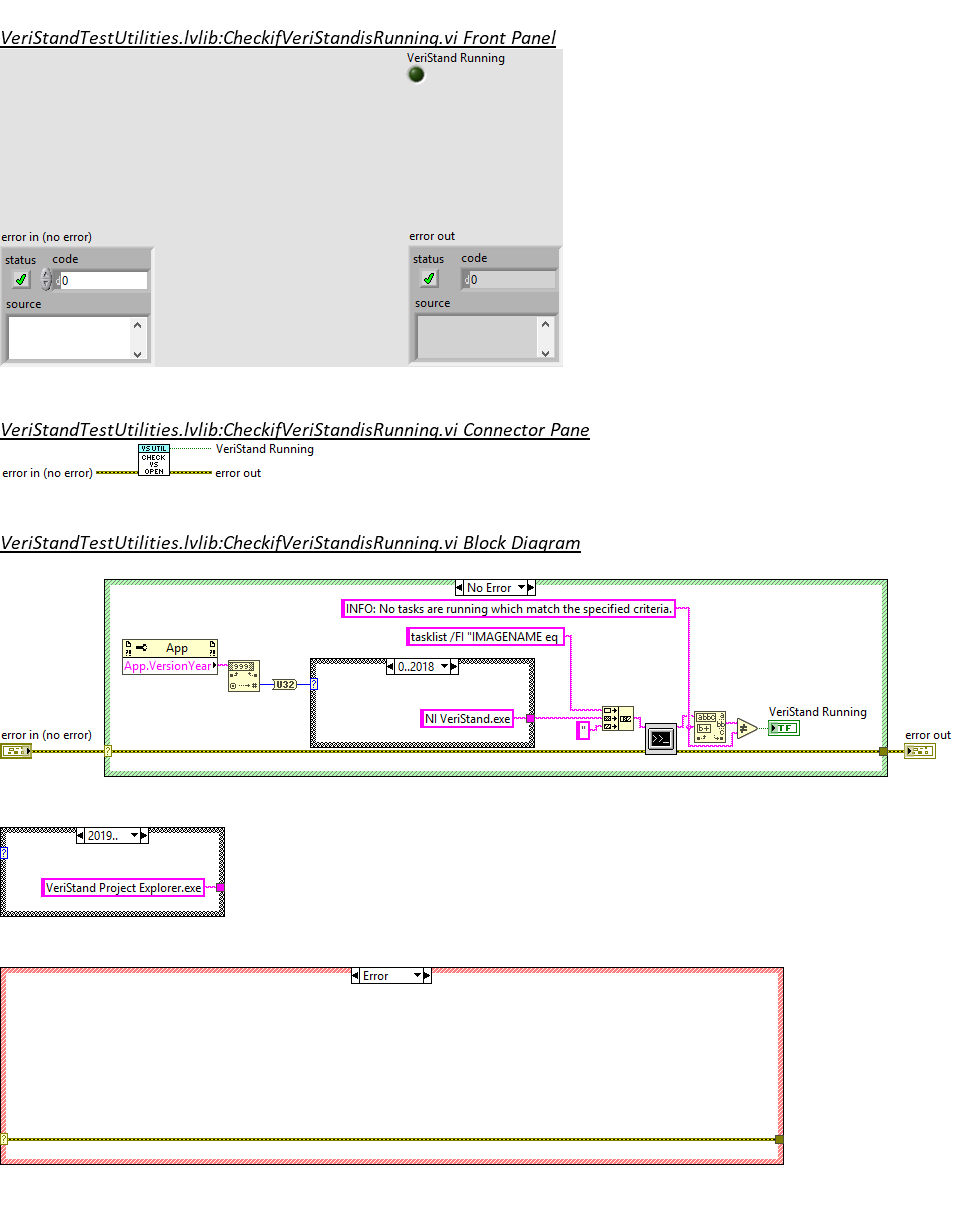 VeriStandTestUtilities.lvlib:CheckifVeriStandisRunning.vi Front Panel
VeriStand Running
error in (no error)
error out
status code
status code
0
0
source
source
VeriStandTestUtilities.lvlib:CheckifVeriStandisRunning.vi Connector Pane
VS UTIL
VeriStand Running
CHECK
VS
OPEN
error in (no error)
error out
VeriStandTestUtilities.lvlib:CheckifVeriStandisRunning.vi Block Diagram
No Error
INFO: No tasks are running which match the specified criteria.
tasklist /FI "IMAGENAME eq
App
App.VersionYear
999
U32
?
0..2018
NI VeriStand.exe
"
abbc
b+
VeriStand Running
TF
error in (no error)
error out
?
2019..
?
VeriStand Project Explorer.exe
Error
?